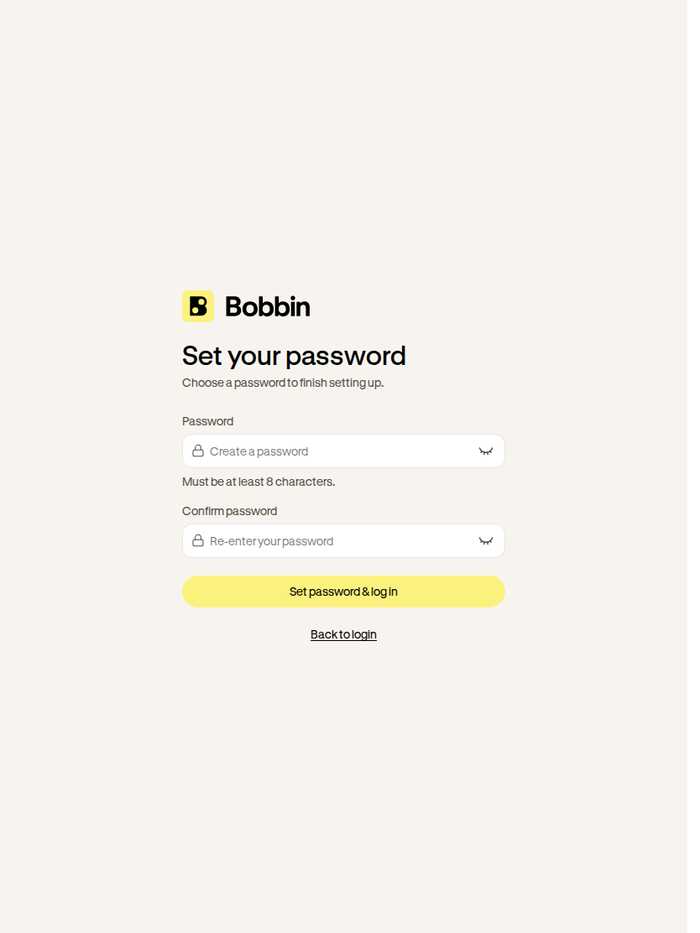 Bobbin
Set your password
Choose a password to finish setting up.
Password
Create a password
Must be at least 8 characters.
Confirm password
Re-enter your password
Set password & log in
Back to login